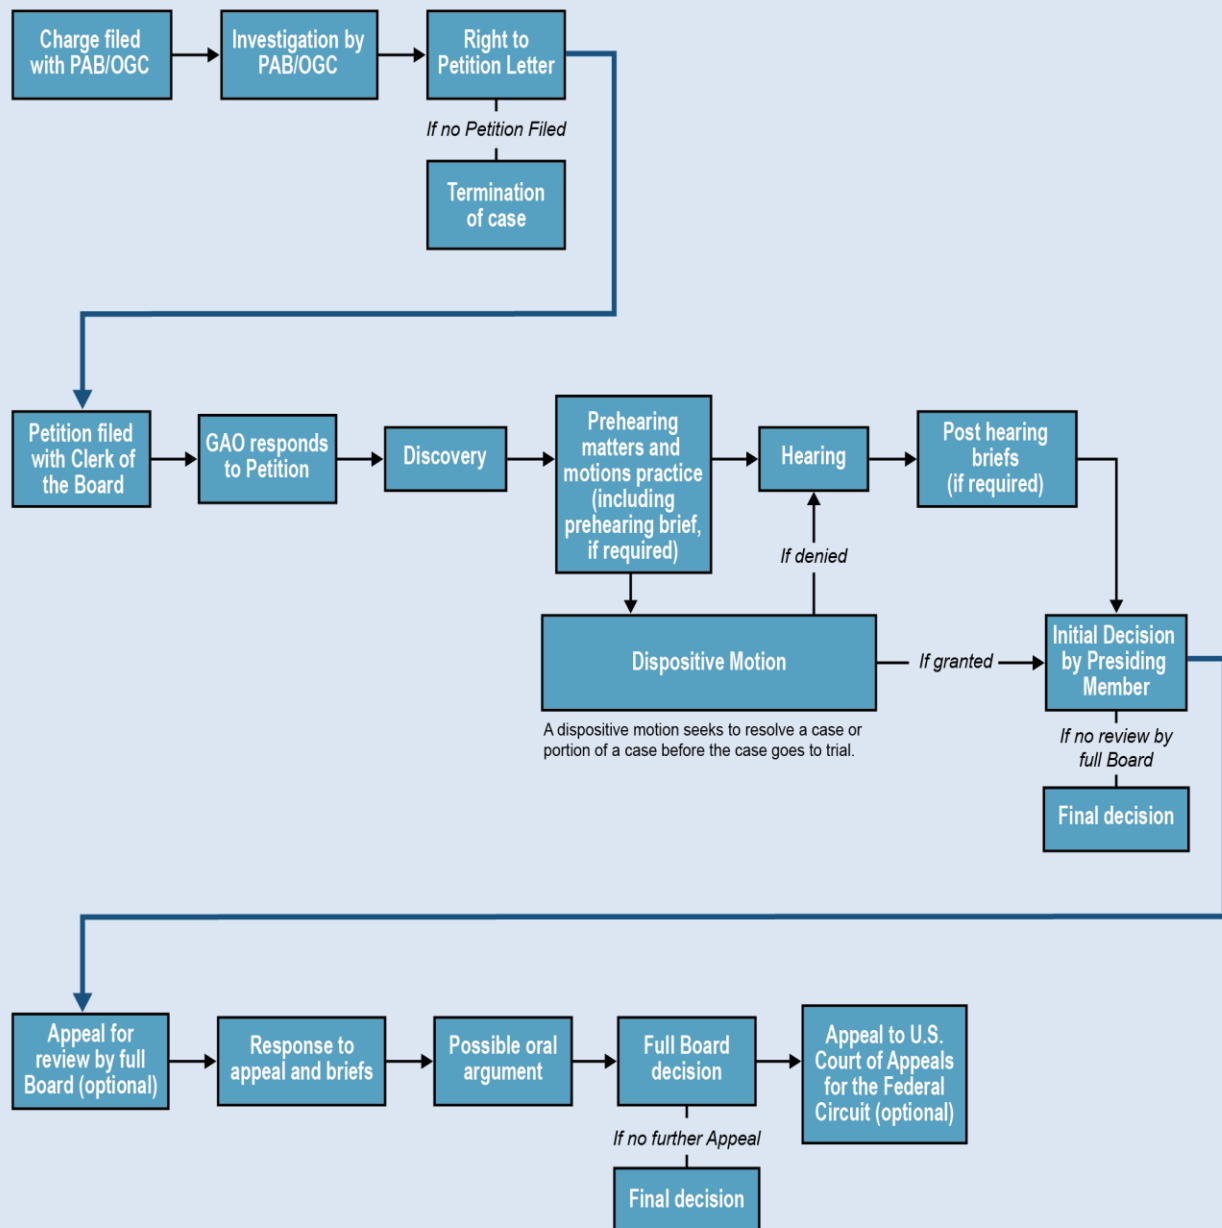 Charge filed
with PAB/OGC
Investigation by
PAB/OGC
Right to
Petition Letter
If no Petition Filed
Termination
of case
Petition filed
with Clerk of
the Board
GAO responds
to Petition
Discovery
Prehearing
matters and
motions practice
(including
prehearing brief,
if required)
Hearing
Post hearing
briefs
(if required)
If denied
Dispositive Motion
If granted
Initial Decision
by Presiding
Member
A dispositive motion seeks to resolve a case or
portion of a case before the case goes to trial.
If no review by
full Board
Final decision
Appeal for
review by full
Board (optional)
Response to
appeal and briefs
Possible oral
argument
Full Board
decision
Appeal to U.S.
Court of Appeals
for the Federal
Circuit (optional)
If no further Appeal
Final decision